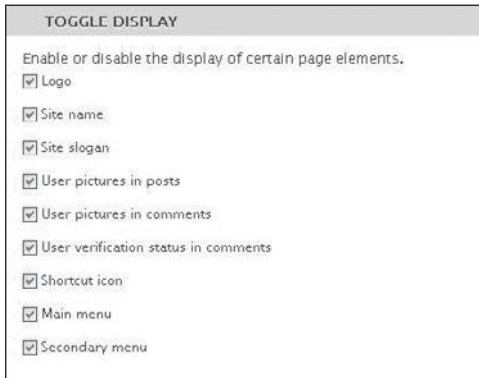 TOGGLE DISPLAY
Enable or disable the display of certain page elements.
Logo
Site name
Site slogan
User pictures in posts
User pictures in comments
User verification status in comments
Shortcut icon
Main menu
Secondary menu